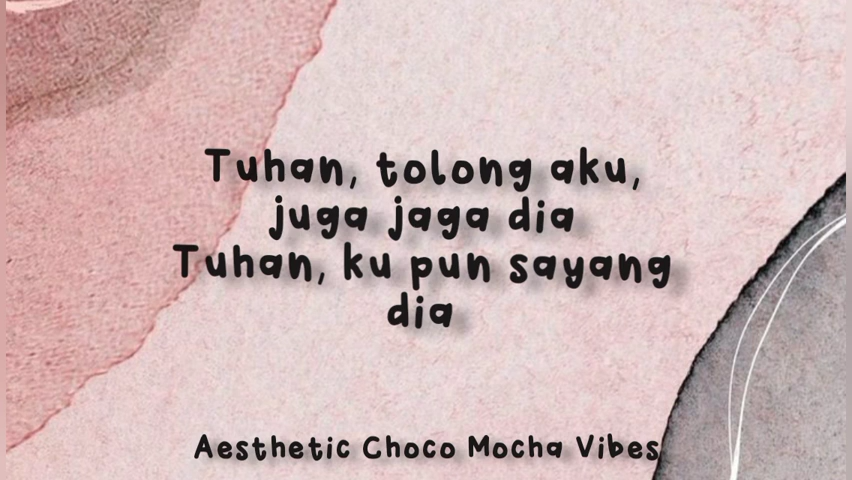 Tuhan, tolong aku,
juga jaga dia
Tuhan, ku pun sayang
dia
Aesthetic Choco Mocha Vibes